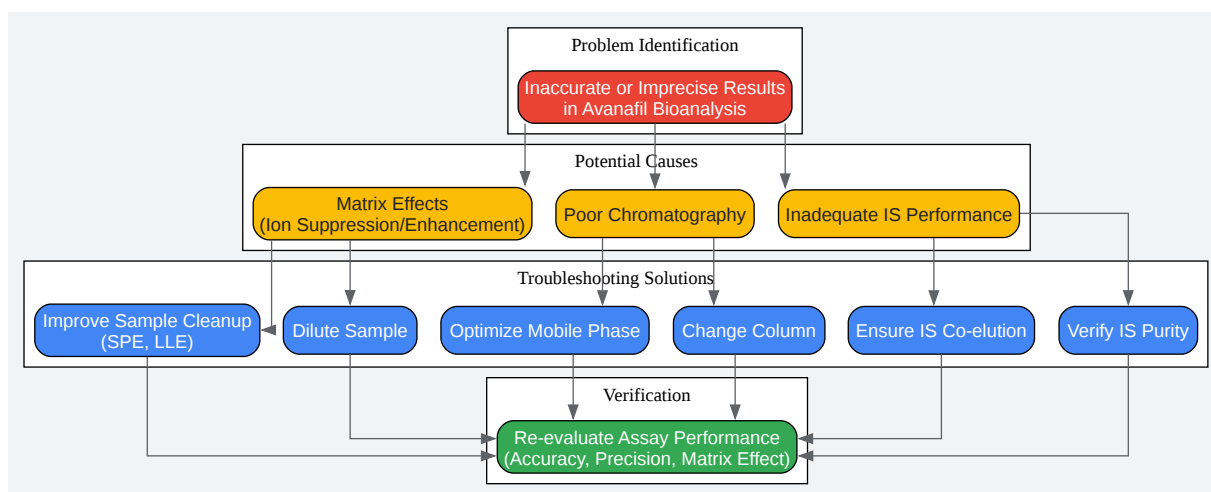 Problem Identification
Inaccurate or Imprecise Results
in Avanafil Bioanalysis
Potential Causes
Matrix Effects
(Ion Suppression/Enhancement)
Poor Chromatography
Inadequate IS Performance
Troubleshooting Solutions
Improve Sample Cleanup
(SPE, LLE)
Dilute Sample
Optimize Mobile Phase
Change Column
Ensure IS Co-elution
Verify IS Purity
Verification
Re-evaluate Assay Performance
(Accuracy, Precision, Matrix Effect)